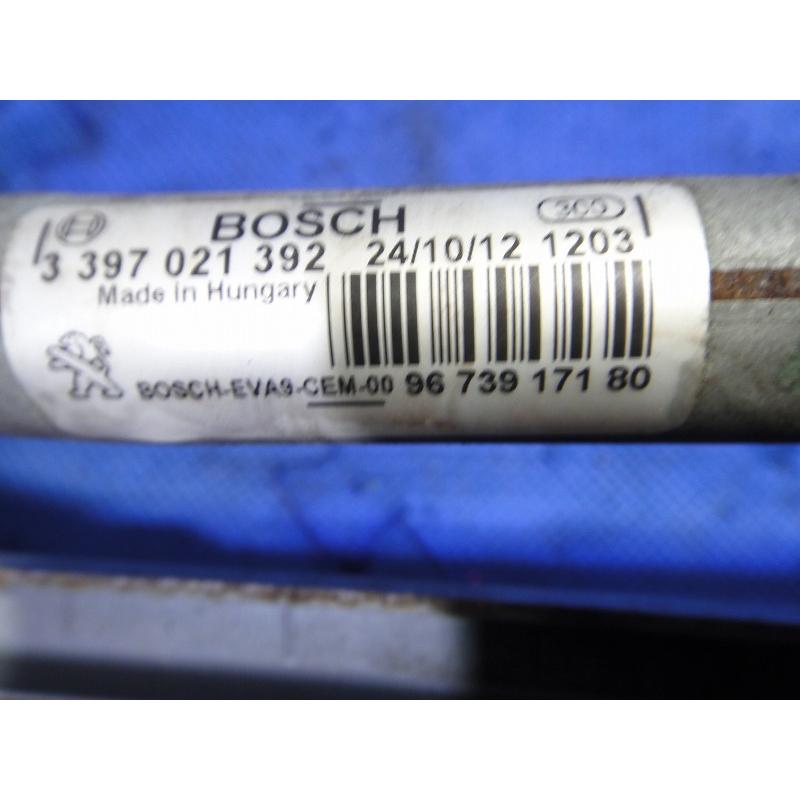 BOSCH
3 397 021 392 24/10/12 1203
Made in Hungary
BOSCH-EVA9-CEM-00 96 739 171 80